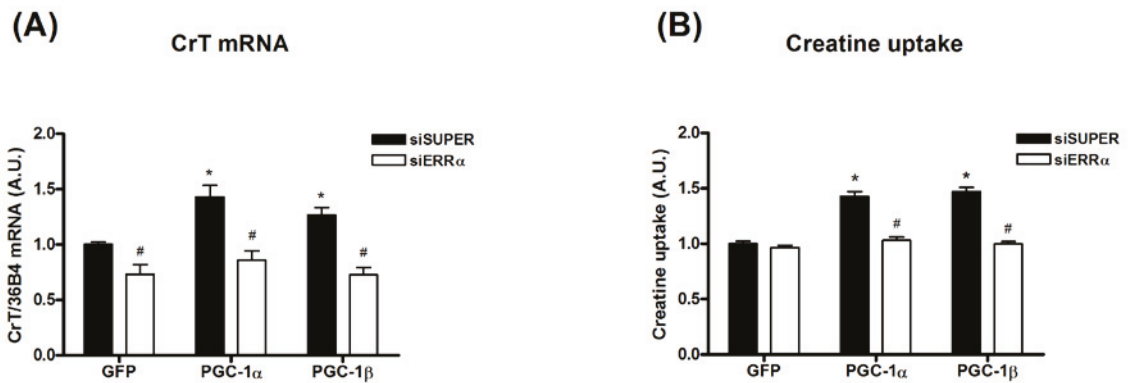 (A)
CrT mRNA
CrT/36B4 mRNA (A.U.)
2.0
1.5
1.0
0.5
0.0
siSUPER
siERRα
*
*
#
#
#
GFP
PGC-1α
PGC-1β
(B)
Creatine uptake
Creatine uptake (A.U.)
2.0
1.5
1.0
0.5
0.0
siSUPER
siERRα
*
*
#
#
GFP
PGC-1α
PGC-1β